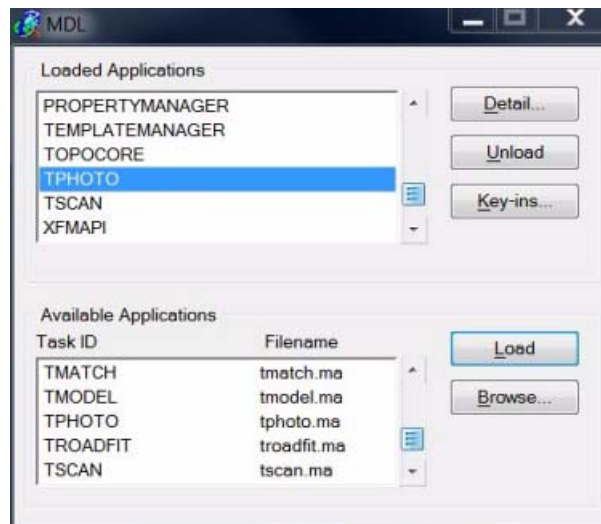 MDL
Loaded Applications
PROPERTYMANAGER
TEMPLATEMANAGER
TOPOCORE
TPHOTO
TSCAN
XFMAPI
Detail...
Unload
Key-ins...
Available Applications
Task ID Filename
TMATCH tmatch.ma
TMODEL tmodel.ma
TPHOTO tphoto.ma
TROADFIT troadfit.ma
TSCAN tscan.ma
Load
Browse...